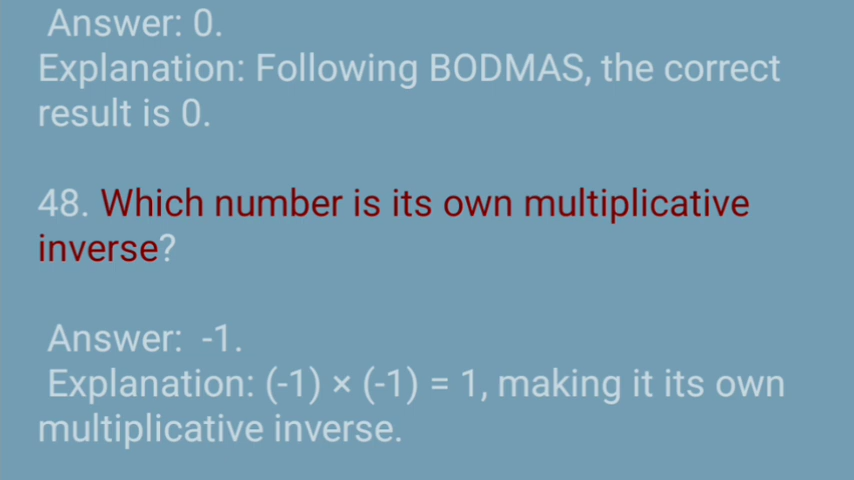 Answer: 0.
Explanation: Following BODMAS, the correct
result is 0.
48. Which number is its own multiplicative
inverse?
Answer: -1.
Explanation: (-1) × (-1) = 1, making it its own
multiplicative inverse.